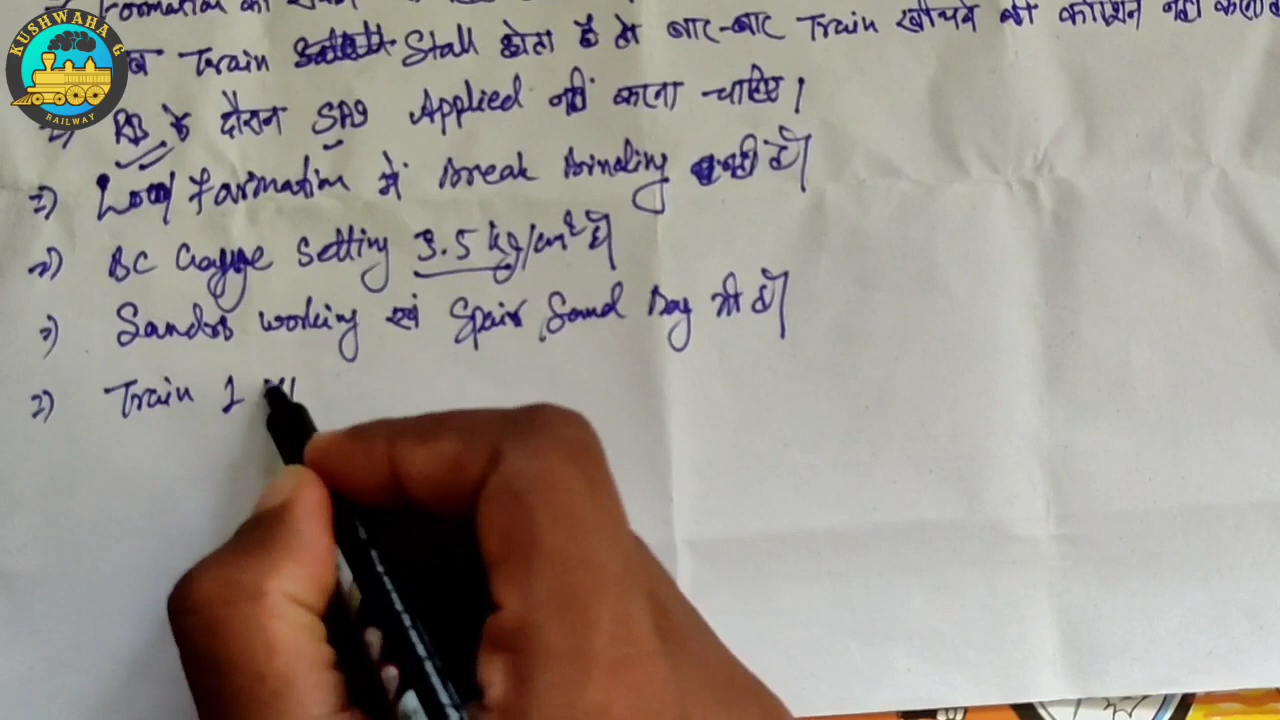 KUSHWAHA G
RAILWAY
Formation को
जब Train Stall होता है तो बार-बार Train खींचने की कोशिश नहीं करना
=) RB के दौरान SA9 Applied नहीं करना चाहिए।
=) Formation में Break Binding नही हो|
=) BC Gauge Setting 3.5 kg/cm² हो|
=) Sanders working एवं Spair Sand Bag भी हो|
=) Train 1